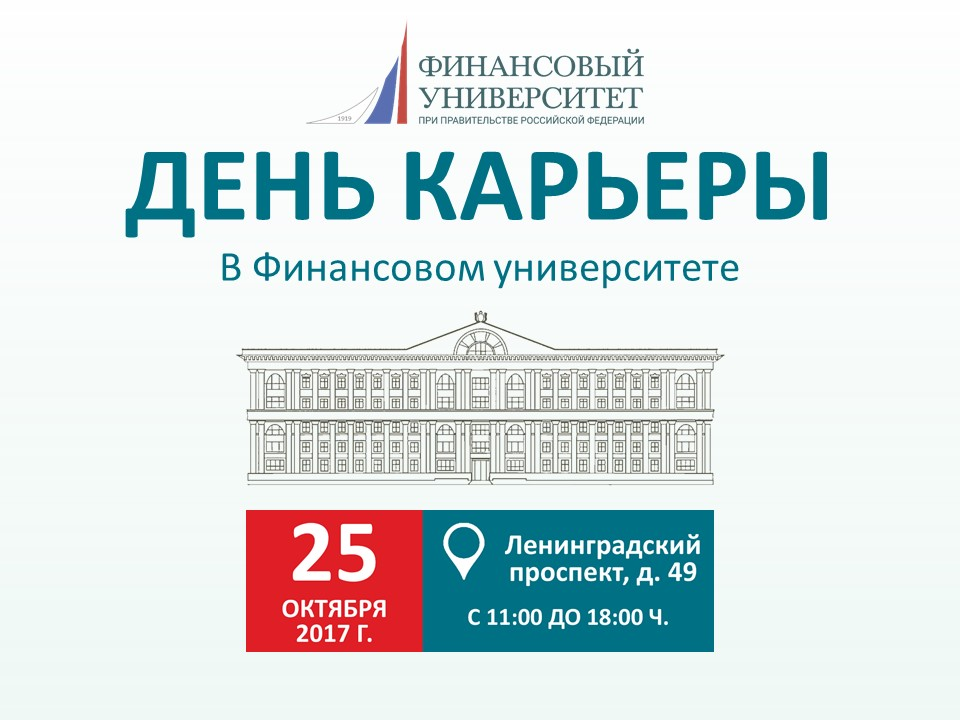 ФИНАНСОВЫЙ
УНИВЕРСИТЕТ
ПРИ ПРАВИТЕЛЬСТВЕ РОССИЙСКОЙ ФЕДЕРАЦИИ
1919
ДЕНЬ КАРЬЕРЫ
В Финансовом университете
25
ОКТЯБРЯ
2017 Г.
Ленинградский
проспект, д. 49
С 11:00 ДО 18:00 Ч.